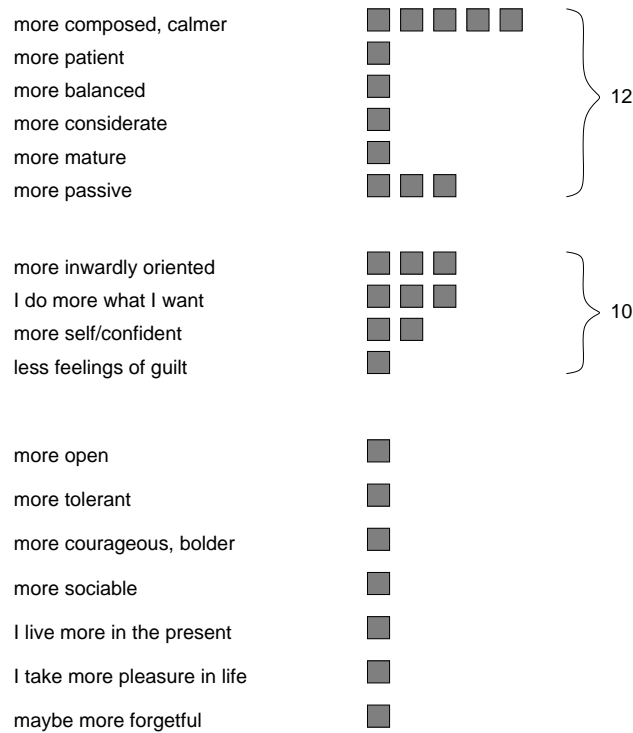 more composed, calmer
more patient
more balanced
more considerate
more mature
more passive
12
more inwardly oriented
I do more what I want
more self/confident
less feelings of guilt
10
more open
more tolerant
more courageous, bolder
more sociable
I live more in the present
I take more pleasure in life
maybe more forgetful